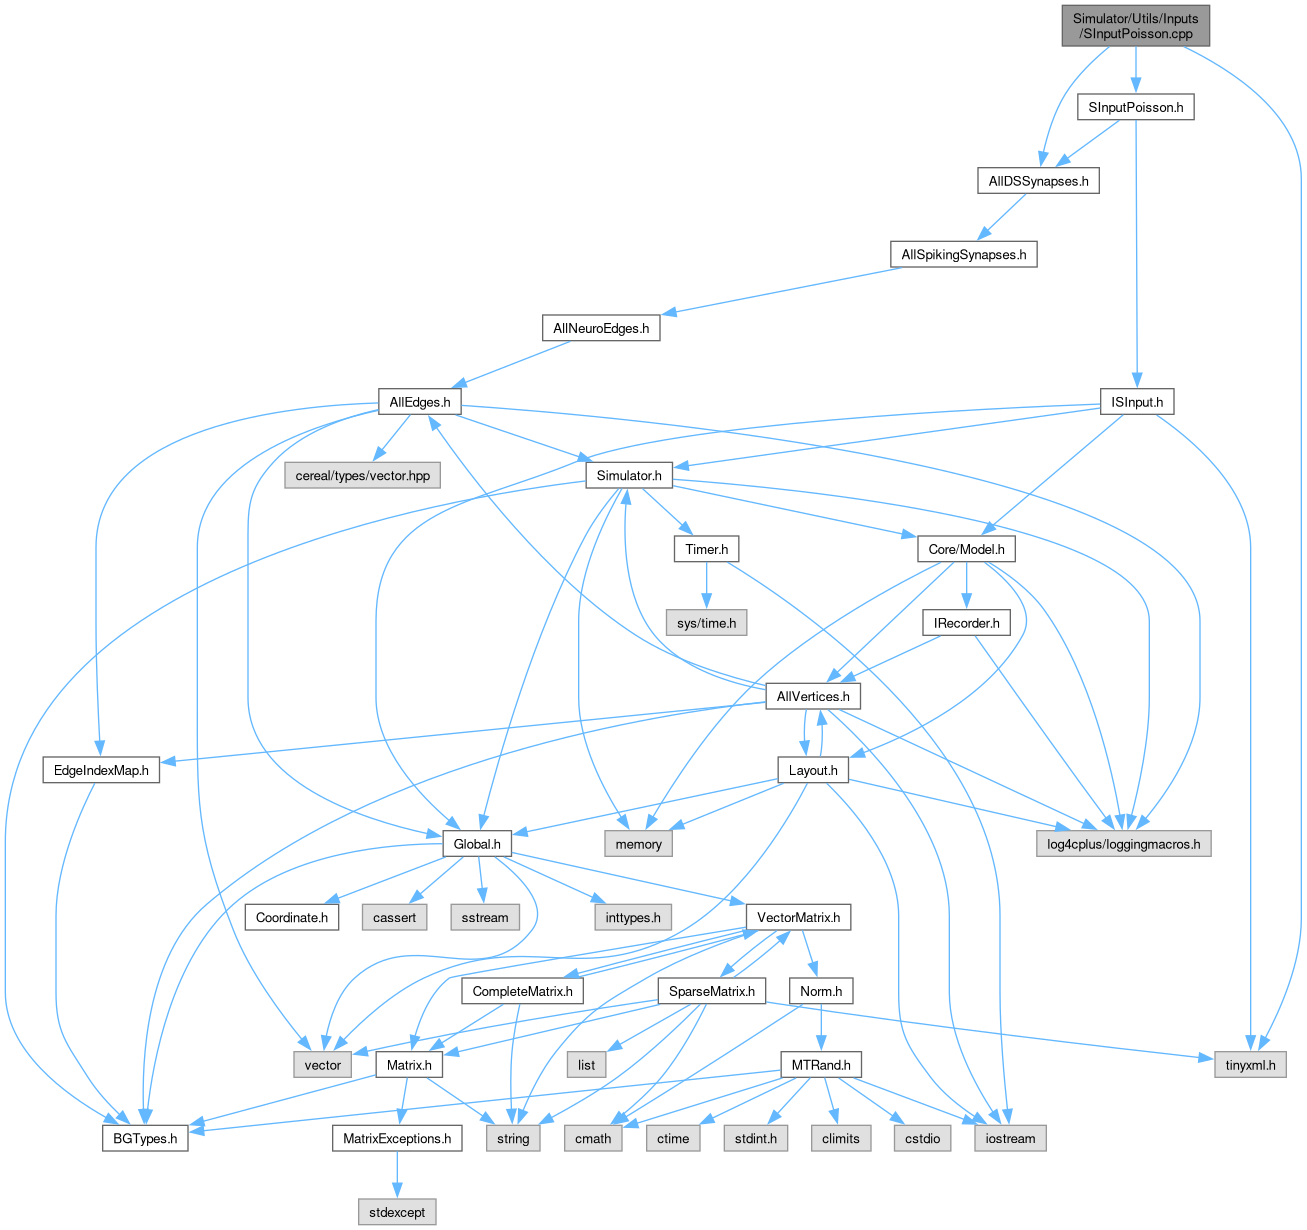 Simulator/Utils/Inputs
/SInputPoisson.cpp
SInputPoisson.h
AllDSSynapses.h
AllSpikingSynapses.h
AllNeuroEdges.h
AllEdges.h
ISInput.h
cereal/types/vector.hpp
Simulator.h
Timer.h
Core/Model.h
sys/time.h
IRecorder.h
AllVertices.h
EdgeIndexMap.h
Layout.h
Global.h
memory
log4cplus/loggingmacros.h
Coordinate.h
cassert
sstream
inttypes.h
VectorMatrix.h
CompleteMatrix.h
SparseMatrix.h
Norm.h
vector
Matrix.h
list
MTRand.h
tinyxml.h
BGTypes.h
MatrixExceptions.h
string
cmath
ctime
stdint.h
climits
cstdio
iostream
stdexcept